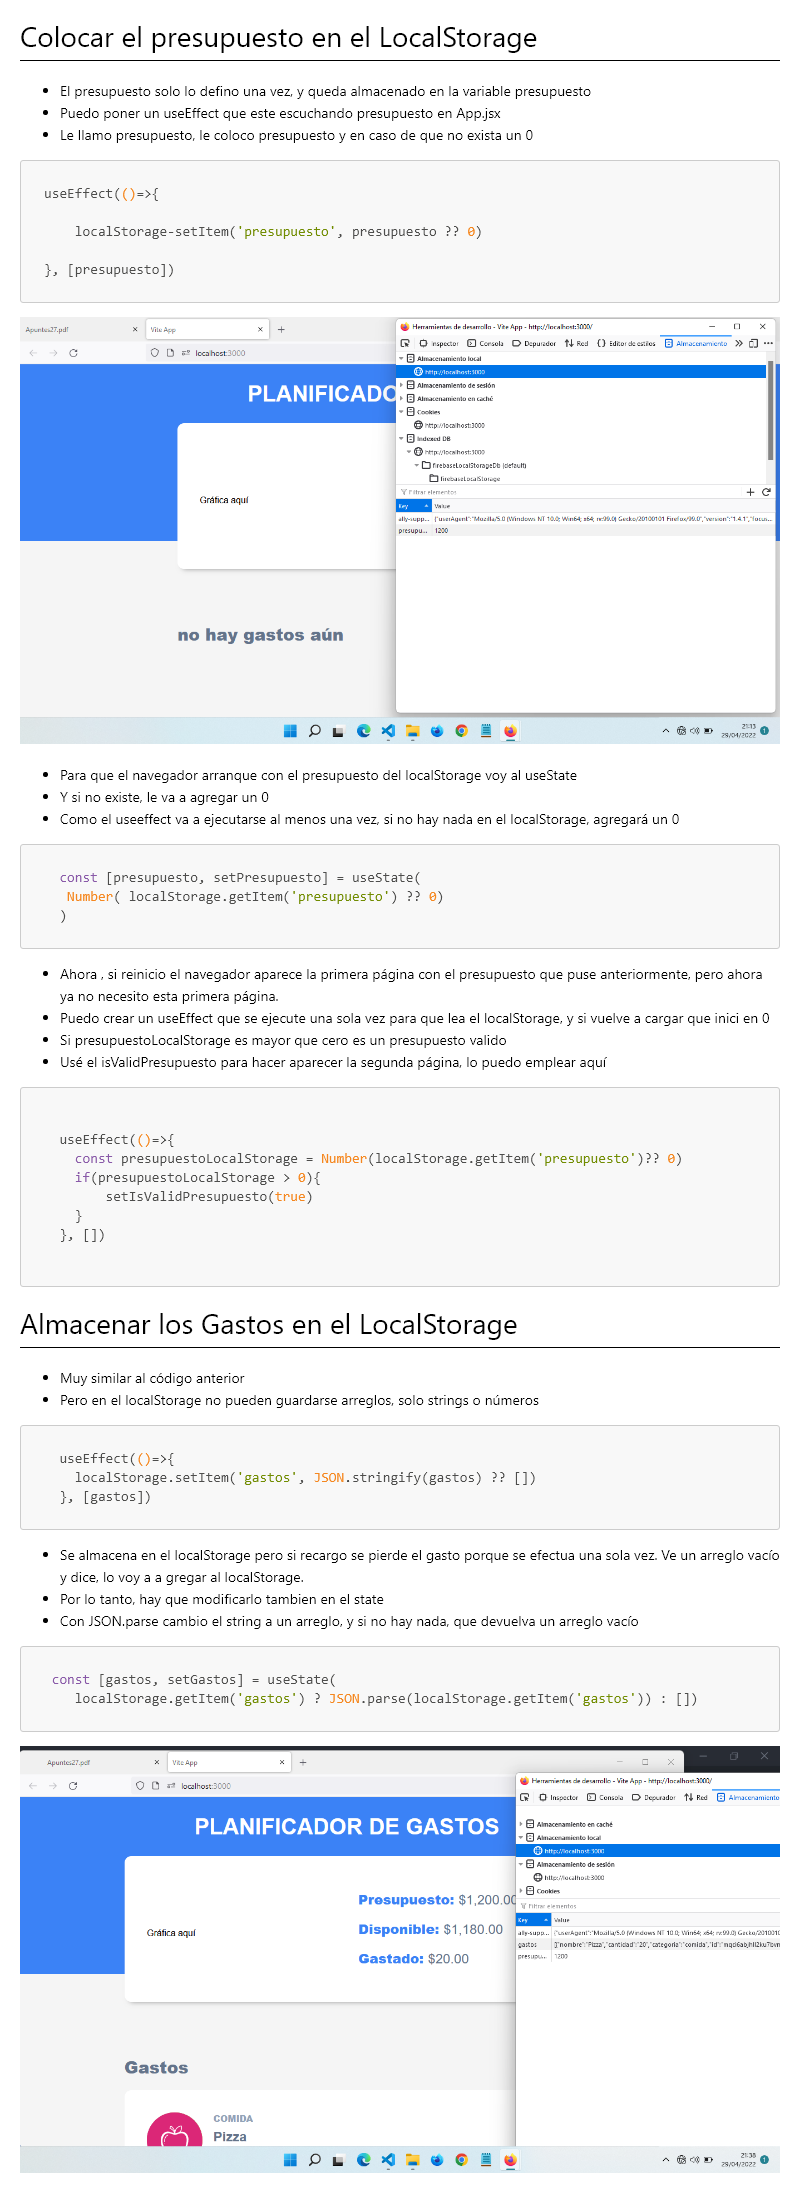 Colocar el presupuesto en el LocalStorage
El presupuesto solo lo defino una vez, y queda almacenado en la variable presupuesto
Puedo poner un useEffect que este escuchando presupuesto en App.jsx
Le llamo presupuesto, le coloco presupuesto y en caso de que no exista un 0
useEffect(()=>{
localStorage-setItem('presupuesto', presupuesto ?? 0)
}, [presupuesto])
Apuntes27.pdf × Vite App × +
localhost:3000
Herramientas de desarrollo - Vite App - http://localhost:3000/
Inspector Consola Depurador Red Editor de estilos Almacenamiento
Almacenamiento local
http://localhost:3000
Almacenamiento de sesión
Almacenamiento en caché
Cookies
http://localhost:3000
Indexed DB
http://localhost:3000
firebaseLocalStorageDb (default)
firebaseLocalStorage
Filtrar elementos
Key Value
ally-supp... {"userAgent":"Mozilla/5.0 (Windows NT 10.0; Win64; x64; rv:99.0) Gecko/20100101 Firefox/99.0","version":"1.4.1","focus...
presupu... 1200
PLANIFICADO
Gráfica aquí
no hay gastos aún
21:13
29/04/2022
1
Para que el navegador arranque con el presupuesto del localStorage voy al useState
Y si no existe, le va a agregar un 0
Como el useeffect va a ejecutarse al menos una vez, si no hay nada en el localStorage, agregará un 0
const [presupuesto, setPresupuesto] = useState(
Number( localStorage.getItem('presupuesto') ?? 0)
)
Ahora , si reinicio el navegador aparece la primera página con el presupuesto que puse anteriormente, pero ahora
ya no necesito esta primera página.
Puedo crear un useEffect que se ejecute una sola vez para que lea el localStorage, y si vuelve a cargar que inici en 0
Si presupuestoLocalStorage es mayor que cero es un presupuesto valido
Usé el isValidPresupuesto para hacer aparecer la segunda página, lo puedo emplear aquí
useEffect(()=>{
const presupuestoLocalStorage = Number(localStorage.getItem('presupuesto')?? 0)
if(presupuestoLocalStorage > 0){
setIsValidPresupuesto(true)
}
}, [])
Almacenar los Gastos en el LocalStorage
Muy similar al código anterior
Pero en el localStorage no pueden guardarse arreglos, solo strings o números
useEffect(()=>{
localStorage.setItem('gastos', JSON.stringify(gastos) ?? [])
}, [gastos])
Se almacena en el localStorage pero si recargo se pierde el gasto porque se efectua una sola vez. Ve un arreglo vacío
y dice, lo voy a a gregar al localStorage.
Por lo tanto, hay que modificarlo tambien en el state
Con JSON.parse cambio el string a un arreglo, y si no hay nada, que devuelva un arreglo vacío
const [gastos, setGastos] = useState(
localStorage.getItem('gastos') ? JSON.parse(localStorage.getItem('gastos')) : [])
Apuntes27.pdf × Vite App × +
localhost:3000
Herramientas de desarrollo - Vite App - http://localhost:3000/
Inspector Consola Depurador Red Almacenamiento
Almacenamiento en caché
Almacenamiento local
http://localhost:3000
Almacenamiento de sesión
http://localhost:3000
Cookies
Filtrar elementos
Key Value
ally-supp... {"userAgent":"Mozilla/5.0 (Windows NT 10.0; Win64; x64; rv:99.0) Gecko/2010010
gastos
presupu... 1200
PLANIFICADOR DE GASTOS
Gráfica aquí
Presupuesto: $1,200.00
Disponible: $1,180.00
Gastado: $20.00
Gastos
COMIDA
Pizza
21:38
29/04/2022
1